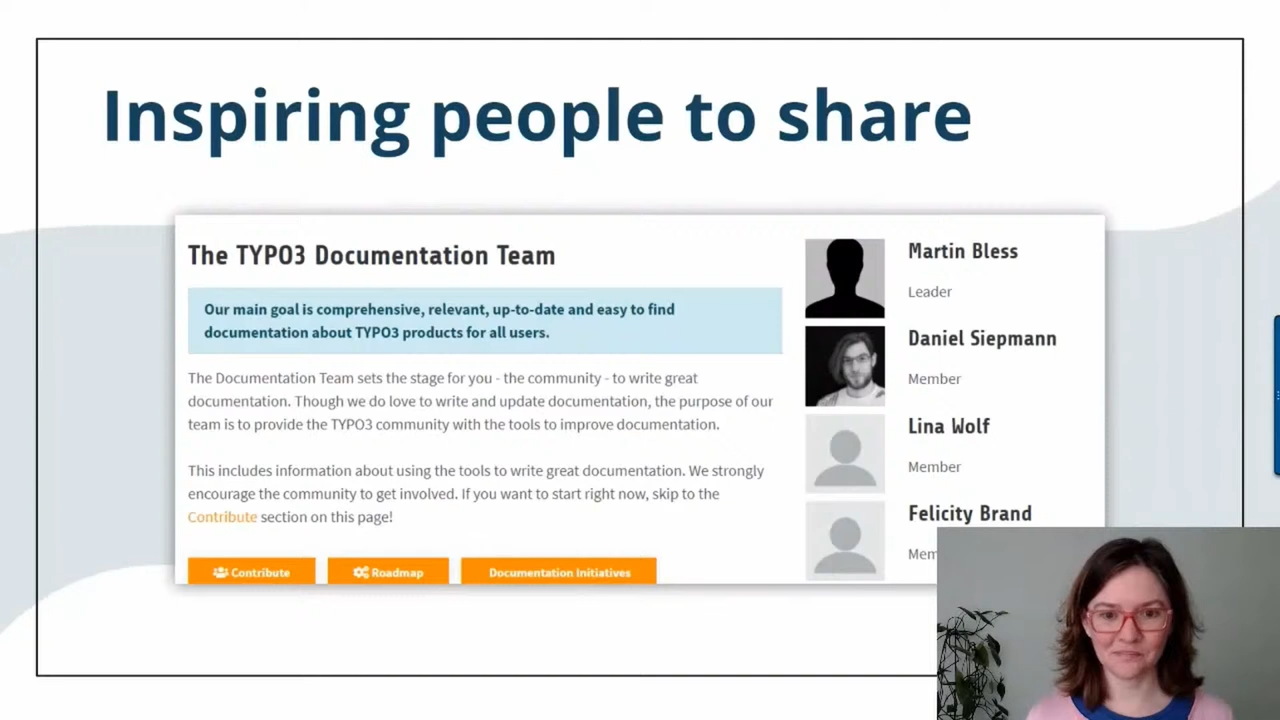 Inspiring people to share
The TYPO3 Documentation Team
Our main goal is comprehensive, relevant, up-to-date and easy to find
documentation about TYPO3 products for all users.
The Documentation Team sets the stage for you - the community - to write great
documentation. Though we do love to write and update documentation, the purpose of our
team is to provide the TYPO3 community with the tools to improve documentation.
This includes information about using the tools to write great documentation. We strongly
encourage the community to get involved. If you want to start right now, skip to the
Contribute section on this page!
Contribute
Roadmap
Documentation Initiatives
Martin Bless
Leader
Daniel Siepmann
Member
Lina Wolf
Member
Felicity Brand